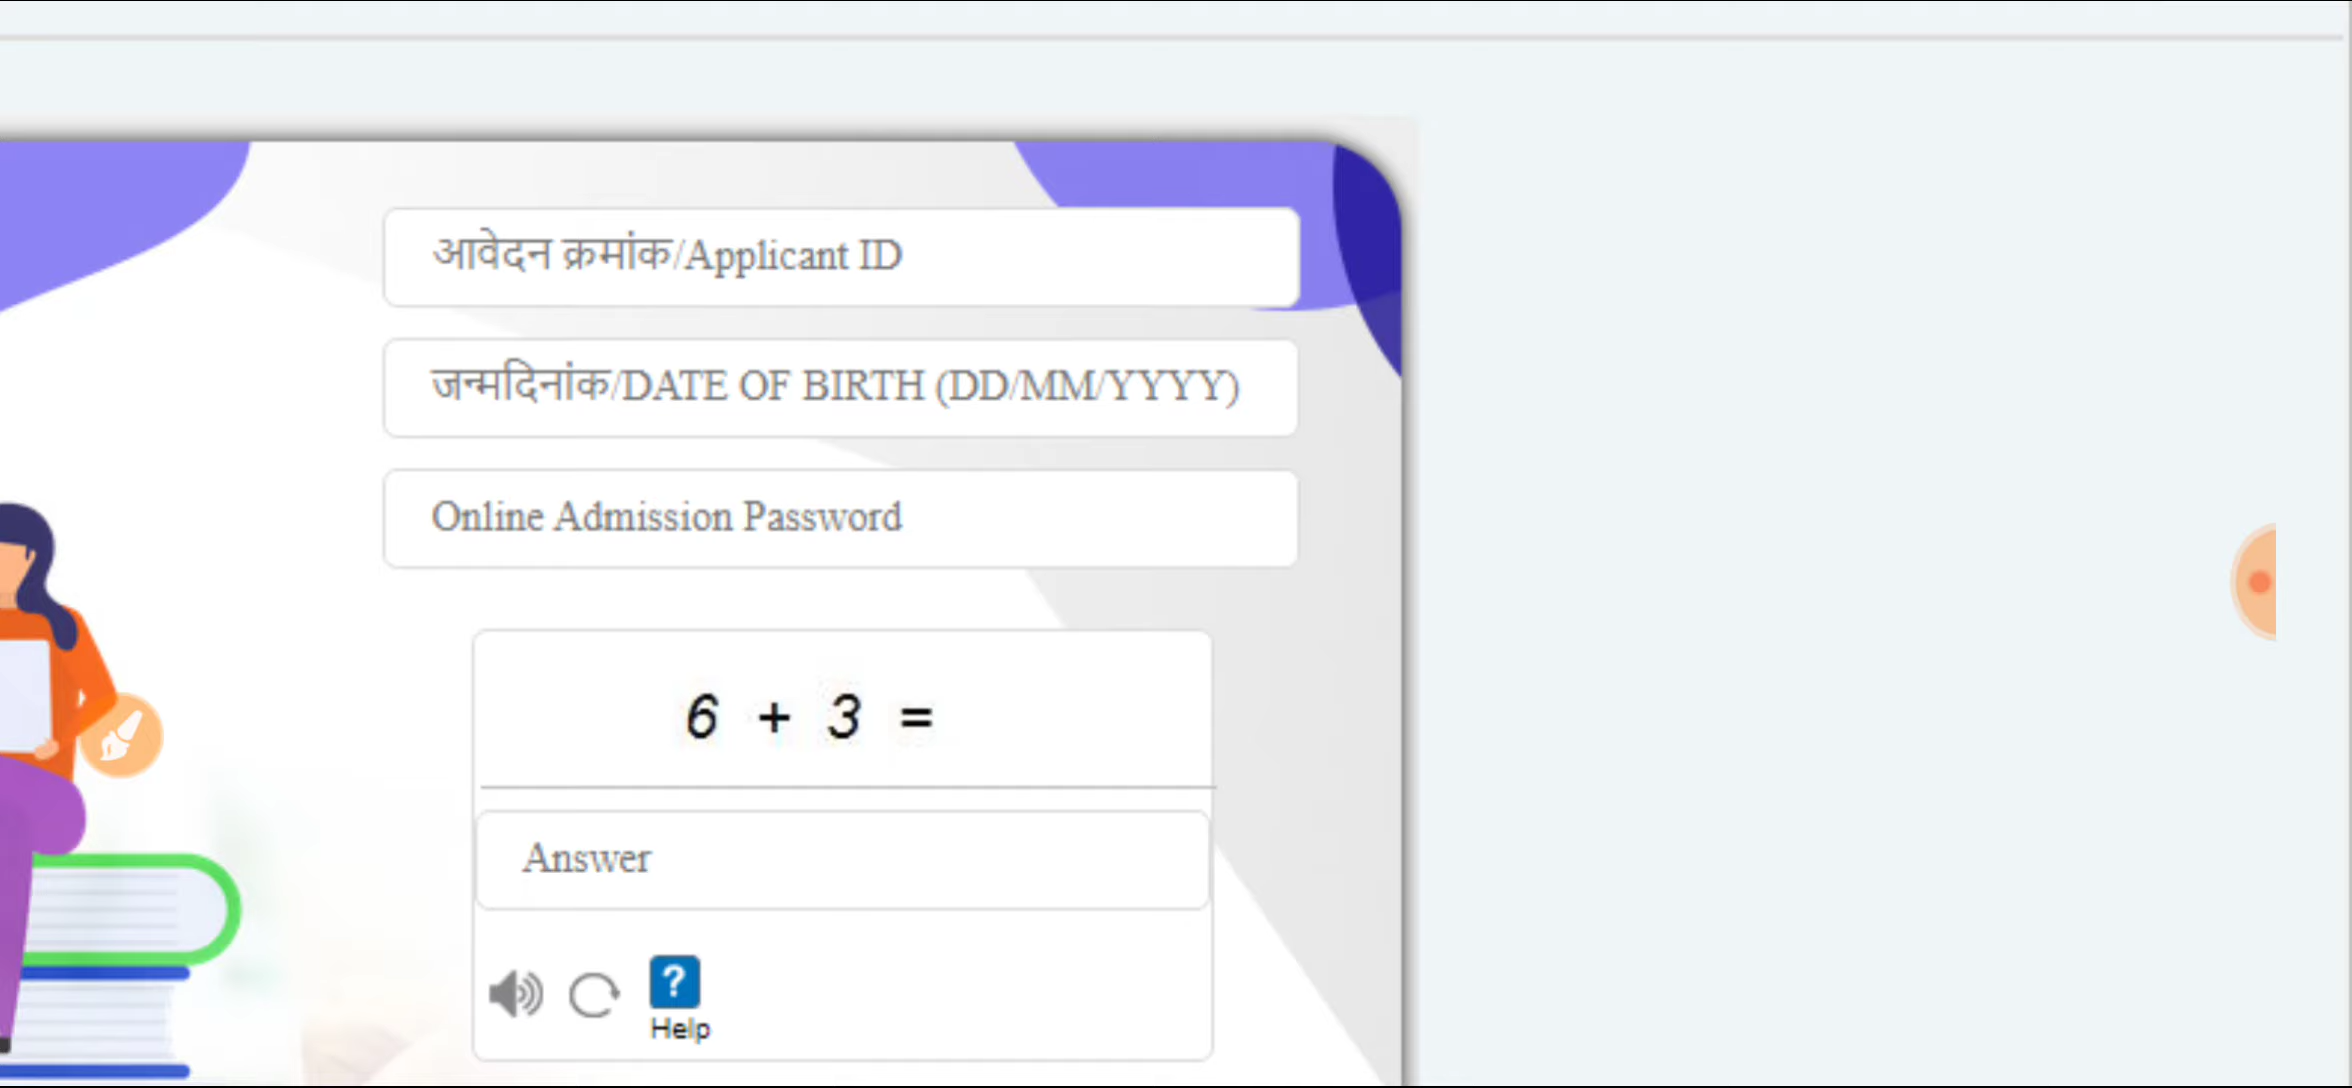 आवेदन क्रमांक/Applicant ID
जन्मदिनांक/DATE OF BIRTH (DD/MM/YYYY)
Online Admission Password
6 + 3 =
Answer
?
Help